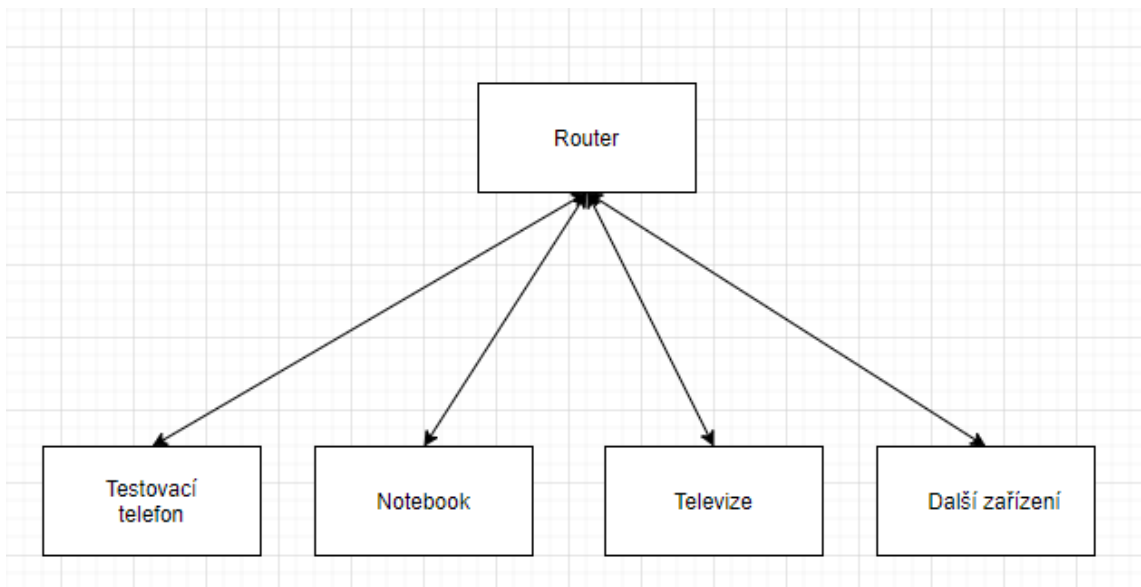 Router
Testovací
telefon
Notebook
Televize
Další zařízení